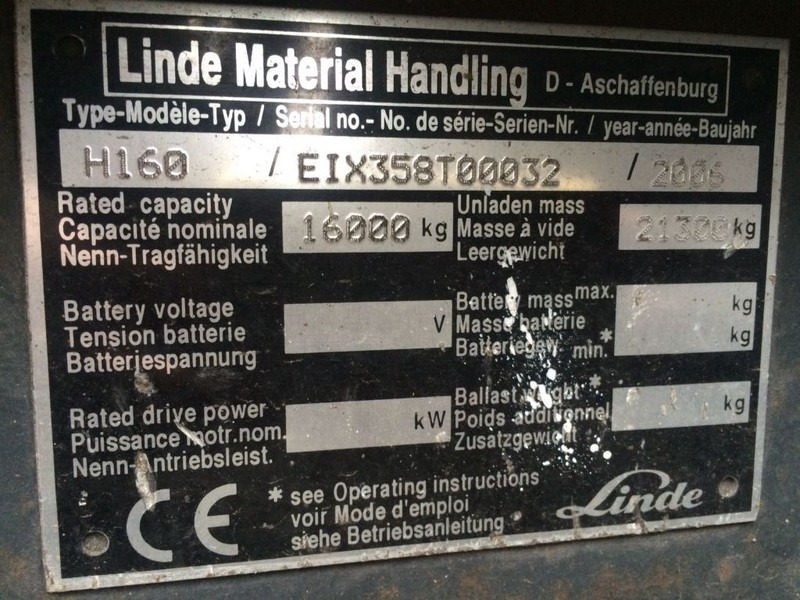 Linde Material Handling D - Aschaffenburg
Type-Modèle-Typ / Serial no.- No. de série-Serien-Nr. / year-année-Baujahr
H160 / EIX358T00032 / 2006
Rated capacity
Capacité nominale
Nenn-Tragfähigkeit
16000 kg
Unladen mass
Masse à vide
Leergewicht
21300 kg
Battery voltage
Tension batterie
Batteriespannung
V
Battery mass max. kg
Masse batterie
Batteriegew. min.* kg
Rated drive power
Puissance motr.nom.
Nenn-Antriebsleist.
kW
Ballast weight *
Poids additionnel
Zusatzgewicht
kg
CE
* see Operating instructions
voir Mode d'emploi
siehe Betriebsanleitung
Linde